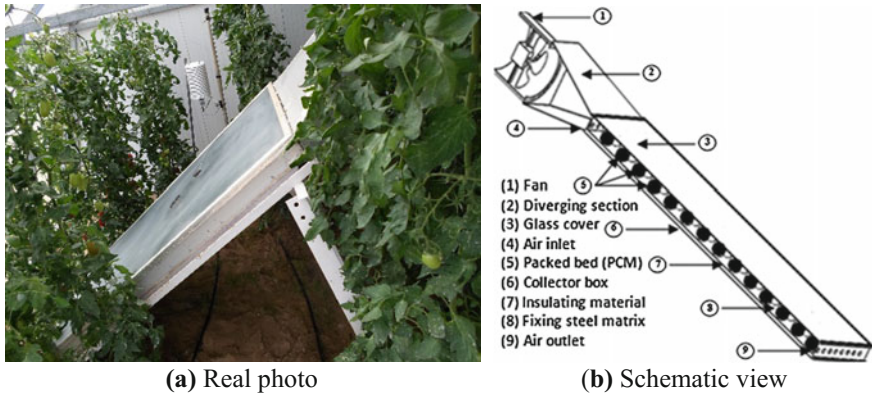 ①
②
④
③
(1) Fan
⑤
(2) Diverging section
(3) Glass cover
⑥
(4) Air inlet
(5) Packed bed (PCM)
⑦
(6) Collector box
(7) Insulating material
⑧
(8) Fixing steel matrix
(9) Air outlet
⑨
(a) Real photo
(b) Schematic view